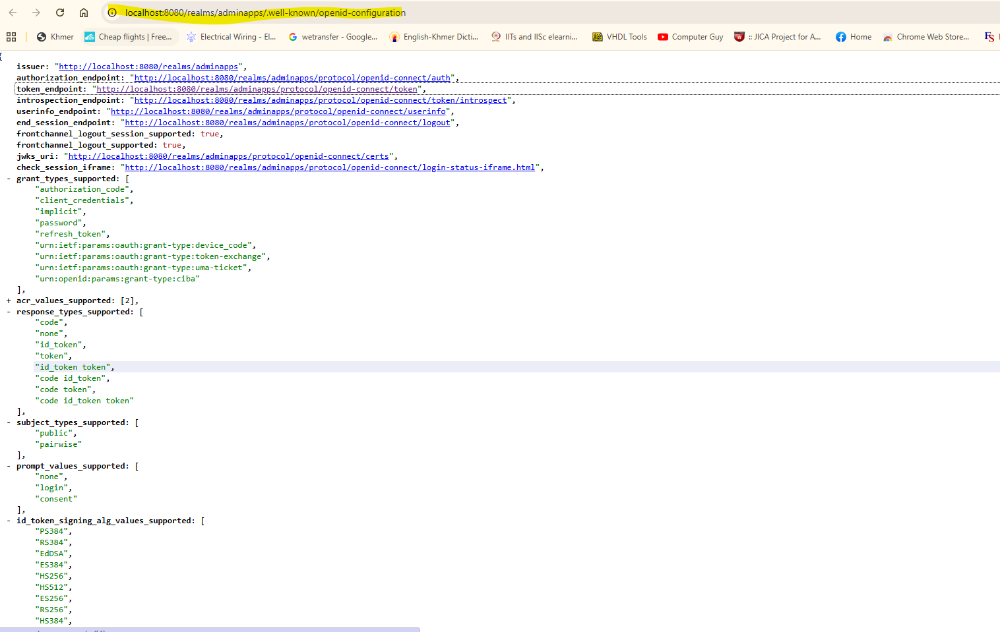 localhost:8080/realms/adminapps/.well-known/openid-configuration
Khmer Cheap flights | Free... Electrical Wiring - El... wetransfer - Google... English-Khmer Dicti... IITs and IISc elearni... VHDL Tools Computer Guy :: JICA Project for A... Home Chrome Web Store... FS
{
issuer: "http://localhost:8080/realms/adminapps",
authorization_endpoint: "http://localhost:8080/realms/adminapps/protocol/openid-connect/auth",
token_endpoint: "http://localhost:8080/realms/adminapps/protocol/openid-connect/token",
introspection_endpoint: "http://localhost:8080/realms/adminapps/protocol/openid-connect/token/introspect",
userinfo_endpoint: "http://localhost:8080/realms/adminapps/protocol/openid-connect/userinfo",
end_session_endpoint: "http://localhost:8080/realms/adminapps/protocol/openid-connect/logout",
frontchannel_logout_session_supported: true,
frontchannel_logout_supported: true,
jwks_uri: "http://localhost:8080/realms/adminapps/protocol/openid-connect/certs",
check_session_iframe: "http://localhost:8080/realms/adminapps/protocol/openid-connect/login-status-iframe.html",
- grant_types_supported: [
"authorization_code",
"client_credentials",
"implicit",
"password",
"refresh_token",
"urn:ietf:params:oauth:grant-type:device_code",
"urn:ietf:params:oauth:grant-type:token-exchange",
"urn:ietf:params:oauth:grant-type:uma-ticket",
"urn:openid:params:grant-type:ciba"
],
+ acr_values_supported: [2],
- response_types_supported: [
"code",
"none",
"id_token",
"token",
"id_token token",
"code id_token",
"code token",
"code id_token token"
],
- subject_types_supported: [
"public",
"pairwise"
],
- prompt_values_supported: [
"none",
"login",
"consent"
],
- id_token_signing_alg_values_supported: [
"PS384",
"RS384",
"EdDSA",
"ES384",
"HS256",
"HS512",
"ES256",
"RS256",
"HS384",